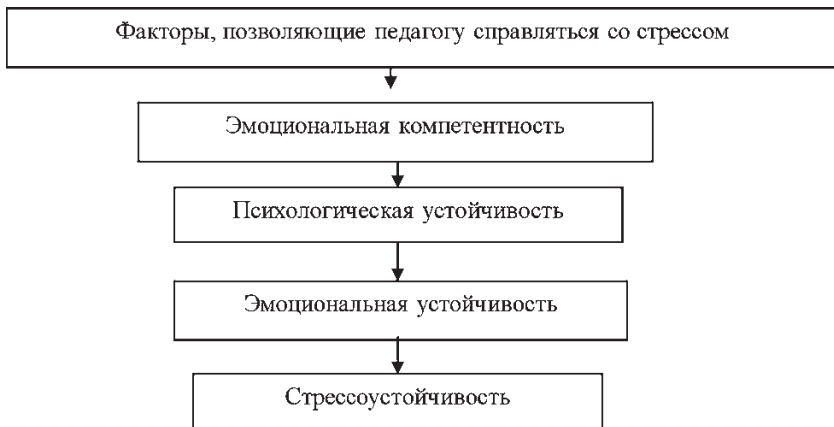 Факторы, позволяющие педагогу справляться со стрессом
Эмоциональная компетентность
Психологическая устойчивость
Эмоциональная устойчивость
Стрессоустойчивость